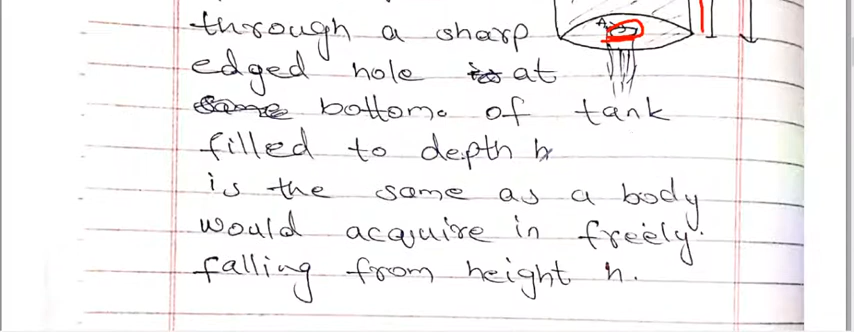 through a sharp
edged hole at
bottom of tank
filled to depth h
is the same as a body
would acquire in freely
falling from height h.